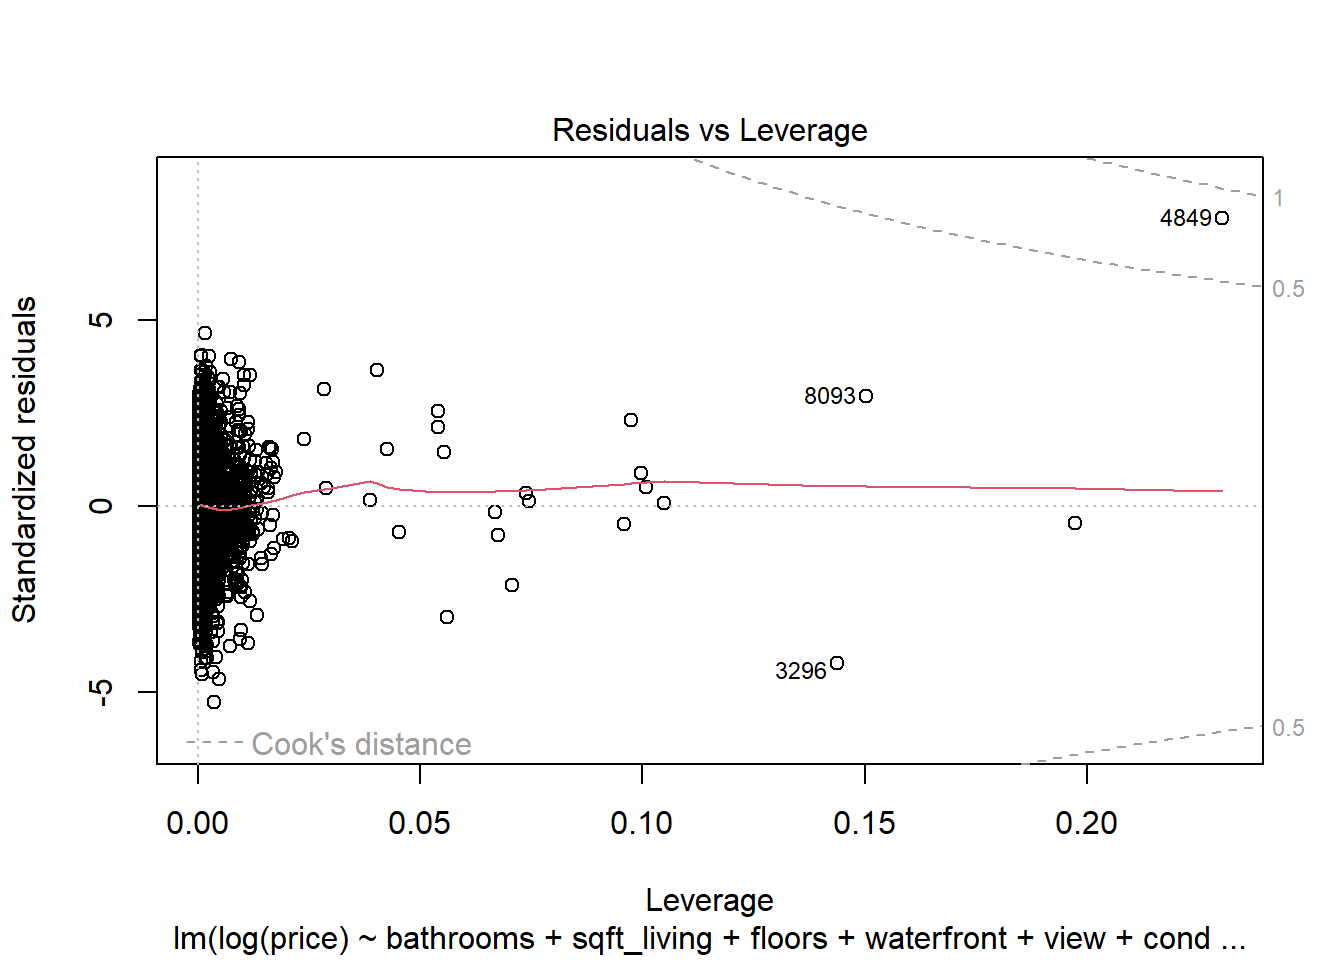 Residuals vs Leverage
Standardized residuals
5
0
-5
4849
8093
3296
1
0.5
0.5
Cook's distance
0.00 0.05 0.10 0.15 0.20
Leverage
lm(log(price) ~ bathrooms + sqft_living + floors + waterfront + view + cond ...